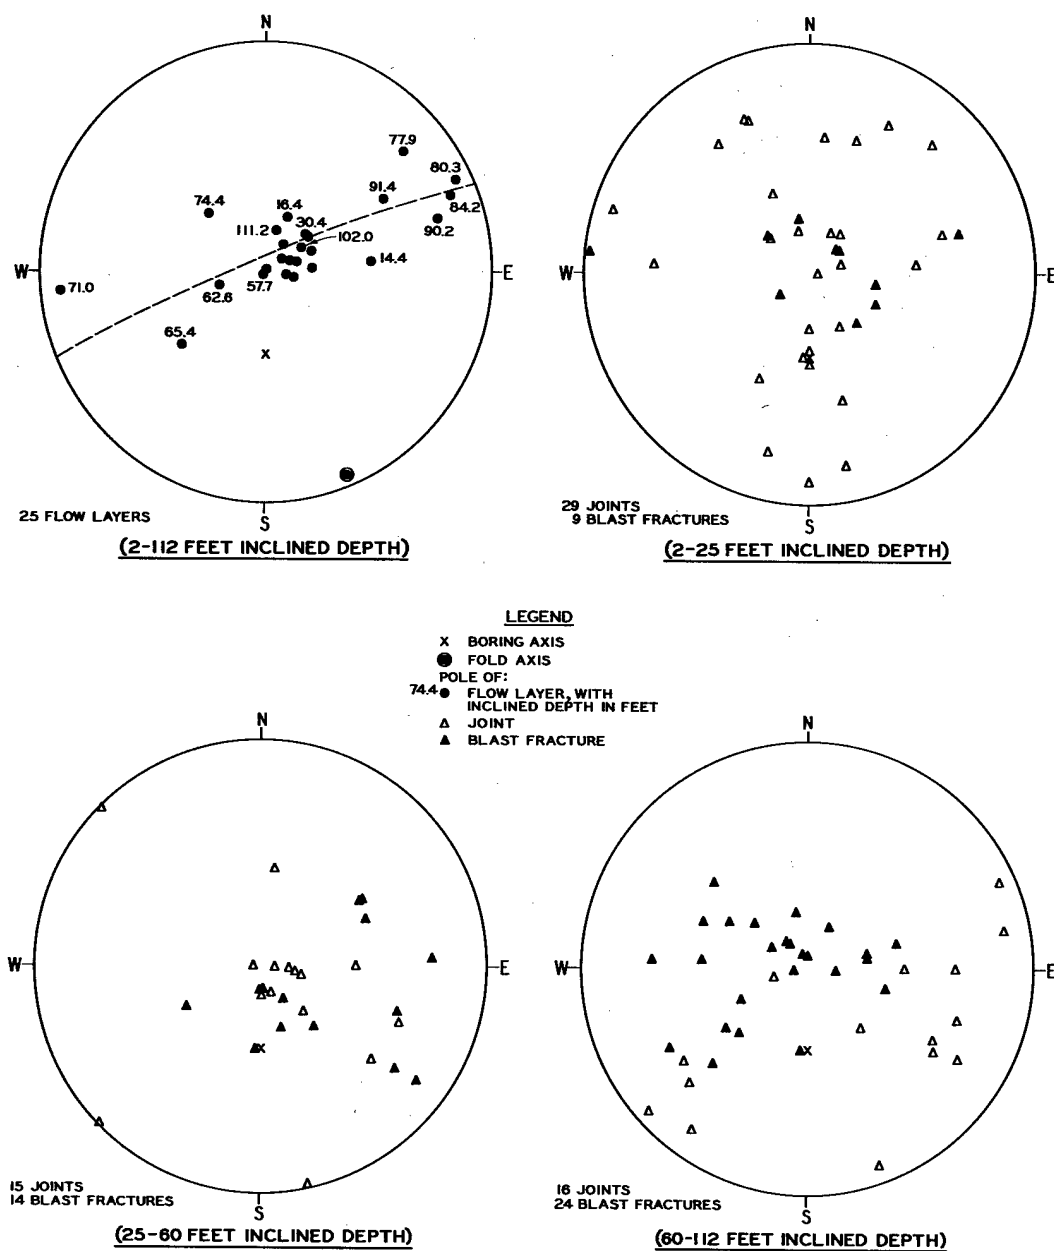 N
N
77.9
80.3
91.4
84.2
74.4
16.4
30.4
111.2
102.0
90.2
14.4
W
E
W
E
71.0
62.6
57.7
65.4
x
25 FLOW LAYERS
S
29 JOINTS
9 BLAST FRACTURES
S
(2-112 FEET INCLINED DEPTH)
(2-25 FEET INCLINED DEPTH)
LEGEND
x BORING AXIS
FOLD AXIS
POLE OF:
74.4 FLOW LAYER, WITH
INCLINED DEPTH IN FEET
JOINT
BLAST FRACTURE
N
N
W
E
W
E
x
x
15 JOINTS
14 BLAST FRACTURES
S
16 JOINTS
24 BLAST FRACTURES
S
(25-60 FEET INCLINED DEPTH)
(60-112 FEET INCLINED DEPTH)